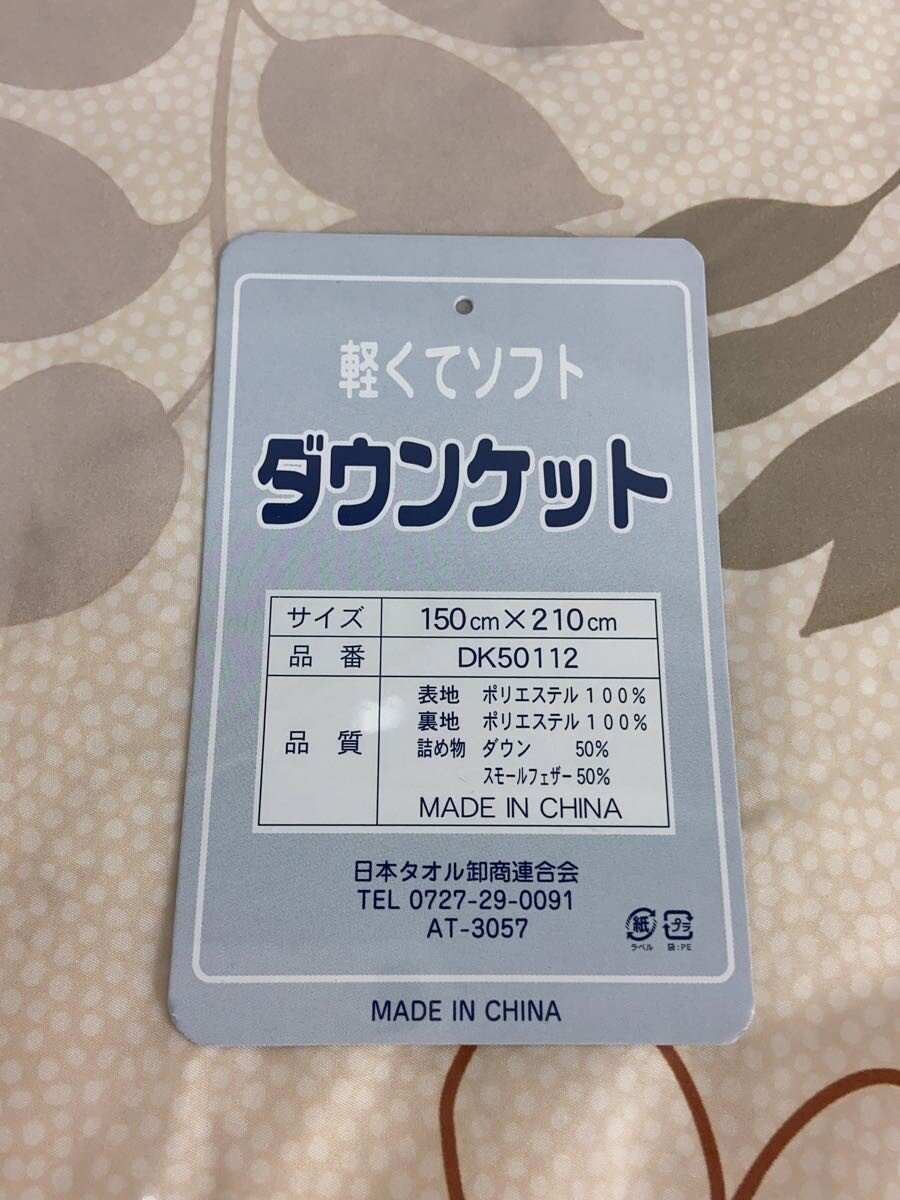 軽くてソフト
ダウンケット
サイズ 150cm×210cm
品番 DK50112
品質 表地 ポリエステル100%
裏地 ポリエステル100%
詰め物 ダウン 50%
スモールフェザー50%
MADE IN CHINA
日本タオル卸商連合会
TEL 0727-29-0091
AT-3057
紙 プラ
ラベル 袋:PE
MADE IN CHINA